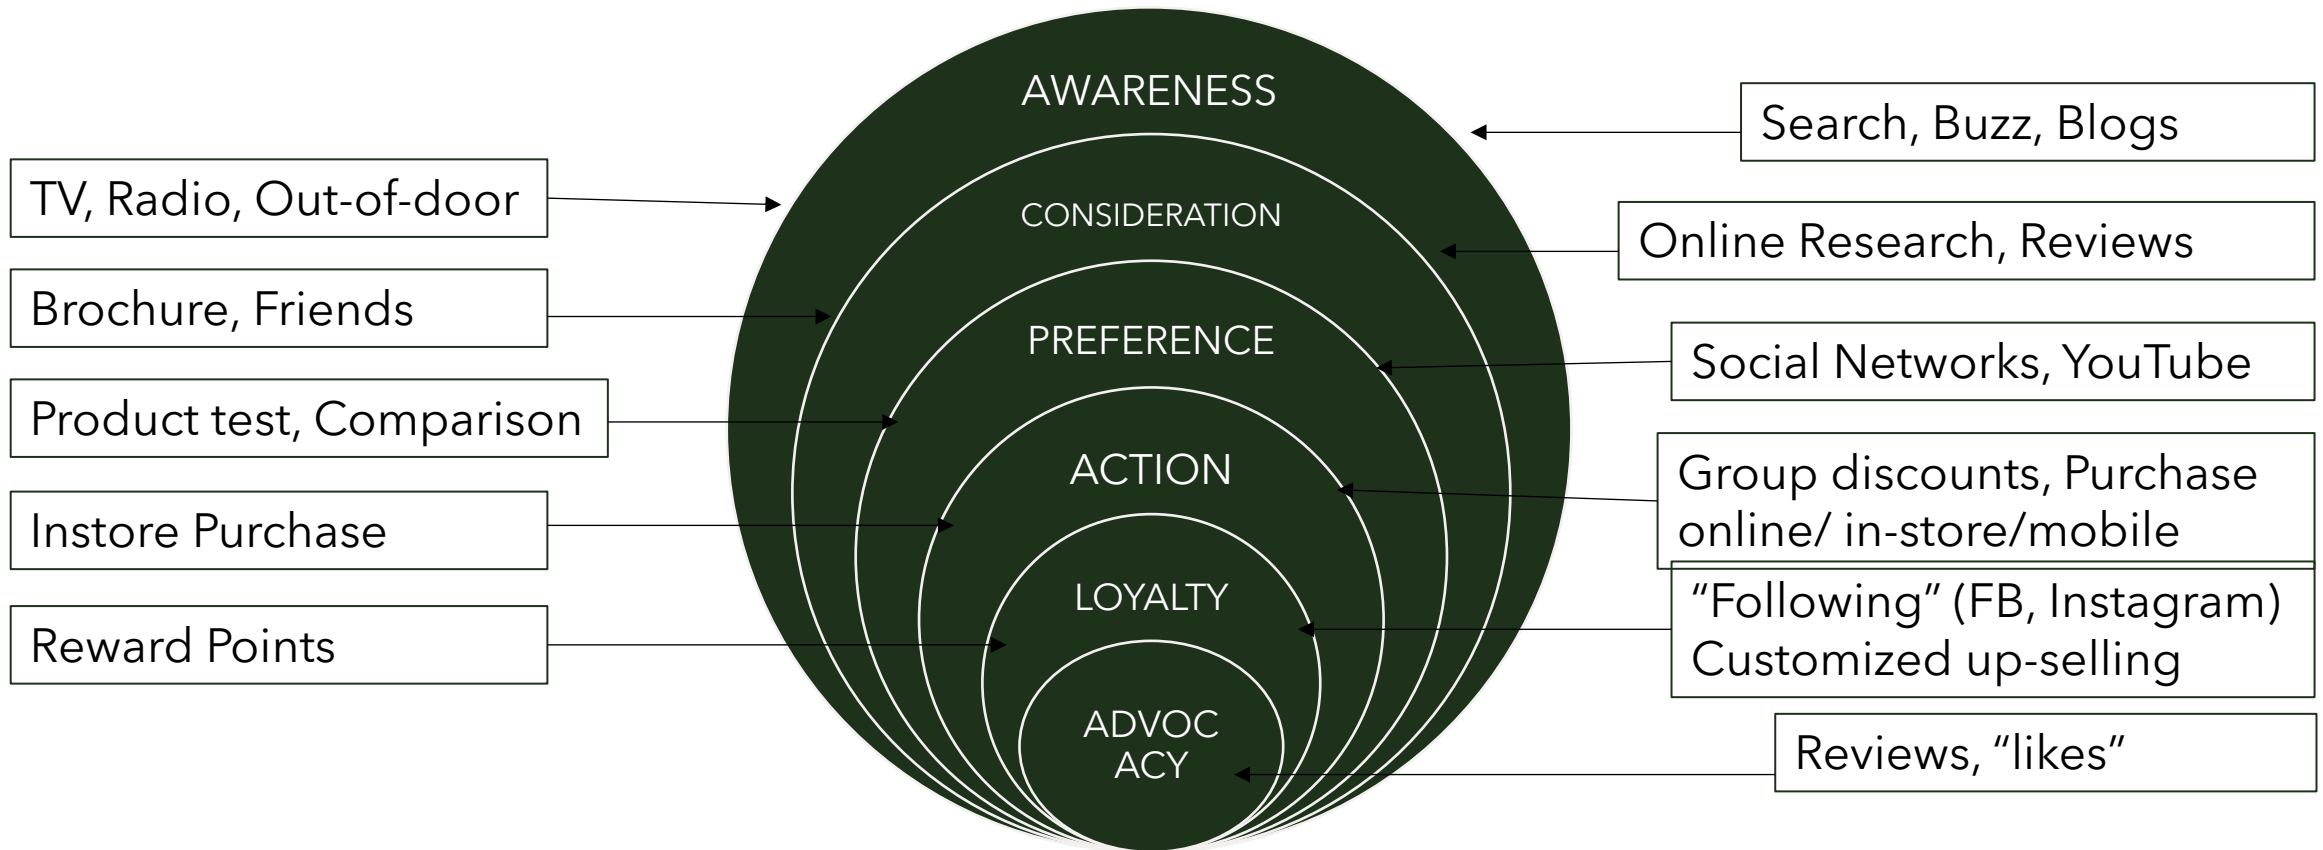 AWARENESS
CONSIDERATION
PREFERENCE
ACTION
LOYALTY
ADVOC
ACY
TV, Radio, Out-of-door
Brochure, Friends
Product test, Comparison
Instore Purchase
Reward Points
Search, Buzz, Blogs
Online Research, Reviews
Social Networks, YouTube
Group discounts, Purchase
online/ in-store/mobile
“Following” (FB, Instagram)
Customized up-selling
Reviews, “likes”